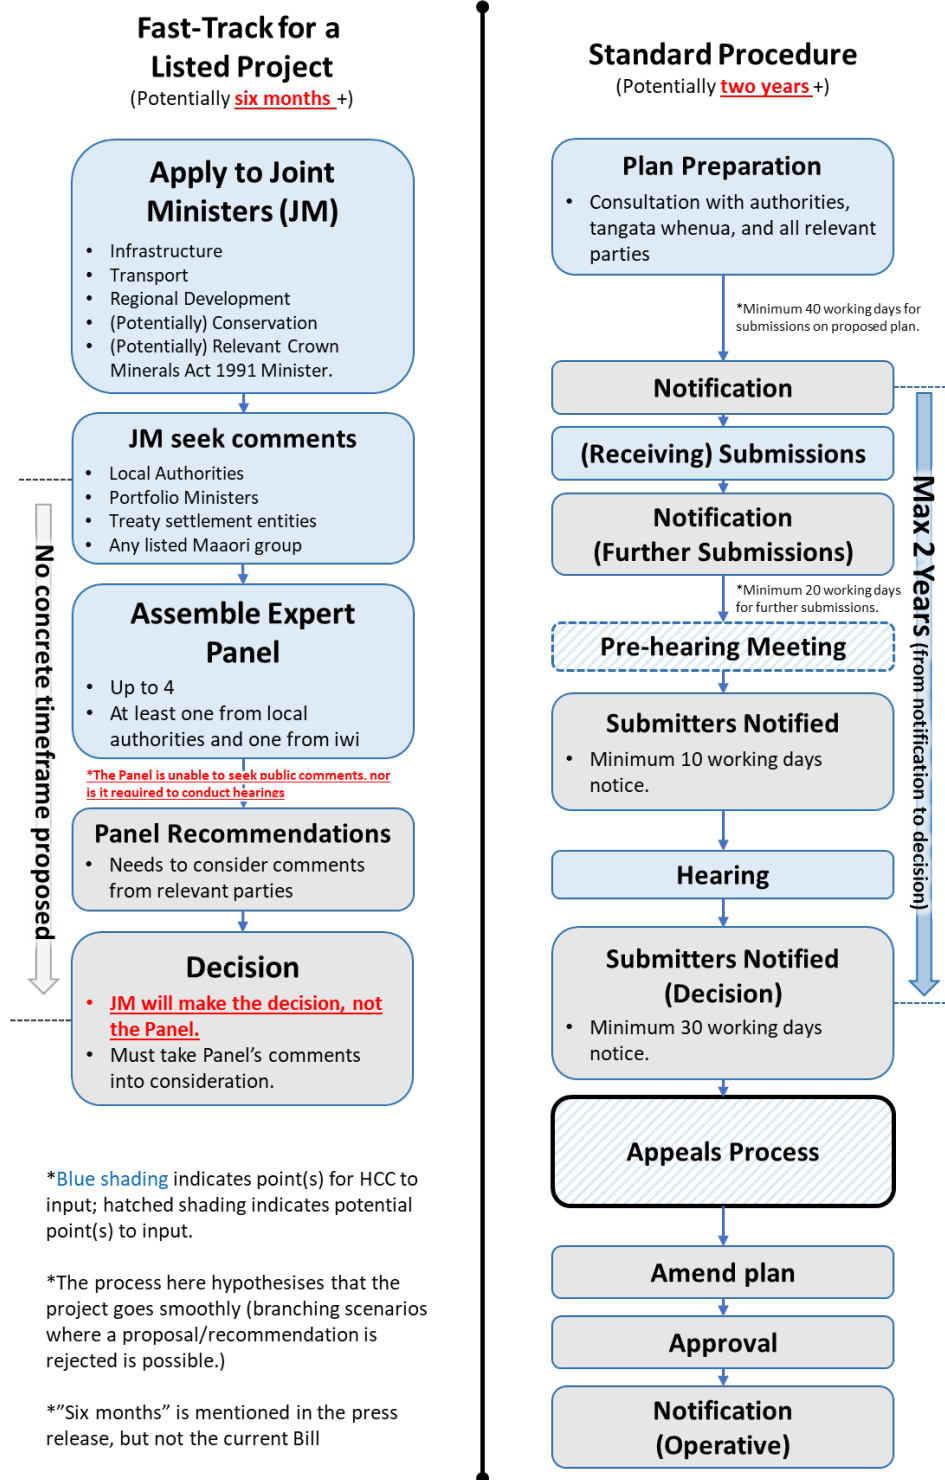 Fast-Track for a
Listed Project
(Potentially six months +)
Apply to Joint
Ministers (JM)
• Infrastructure
• Transport
• Regional Development
• (Potentially) Conservation
• (Potentially) Relevant Crown
Minerals Act 1991 Minister.
JM seek comments
• Local Authorities
• Portfolio Ministers
• Treaty settlement entities
• Any listed Maaori group
Assemble Expert
Panel
• Up to 4
• At least one from local
authorities and one from iwi
*The Panel is unable to seek public comments, nor
is it required to conduct hearings
Panel Recommendations
• Needs to consider comments
from relevant parties
Decision
• JM will make the decision, not
the Panel.
• Must take Panel's comments
into consideration.
No concrete timeframe proposed
*Blue shading indicates point(s) for HCC to
input; hatched shading indicates potential
point(s) to input.
*The process here hypothesises that the
project goes smoothly (branching scenarios
where a proposal/recommendation is
rejected is possible.)
*"Six months" is mentioned in the press
release, but not the current Bill
Standard Procedure
(Potentially two years +)
Plan Preparation
• Consultation with authorities,
tangata whenua, and all relevant
parties
*Minimum 40 working days for
submissions on proposed plan.
Notification
(Receiving) Submissions
Notification
(Further Submissions)
*Minimum 20 working days
for further submissions.
Pre-hearing Meeting
Submitters Notified
• Minimum 10 working days
notice.
Hearing
Submitters Notified
(Decision)
• Minimum 30 working days
notice.
Appeals Process
Amend plan
Approval
Notification
(Operative)
Max 2 Years (from notification to decision)